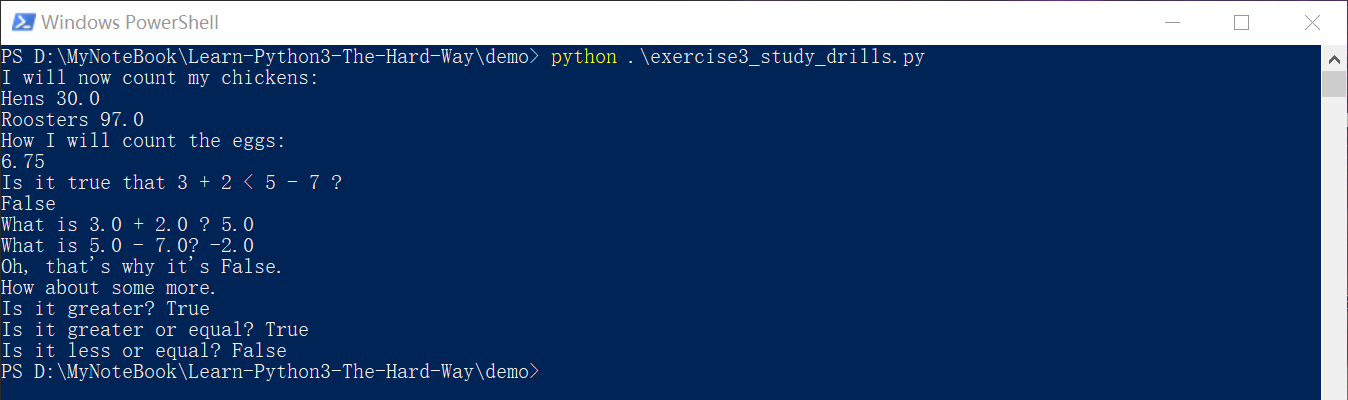 Windows PowerShell
PS D:\MyNoteBook\Learn-Python3-The-Hard-Way\demo> python .\exercise3_study_drills.py
I will now count my chickens:
Hens 30.0
Roosters 97.0
How I will count the eggs:
6.75
Is it true that 3 + 2 < 5 - 7 ?
False
What is 3.0 + 2.0 ? 5.0
What is 5.0 - 7.0? -2.0
Oh, that's why it's False.
How about some more.
Is it greater? True
Is it greater or equal? True
Is it less or equal? False
PS D:\MyNoteBook\Learn-Python3-The-Hard-Way\demo>